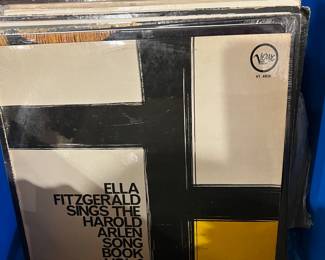 Verve
ELLA
FITZGERALD
SINGS THE
HAROLD
ARLEN
SONG
BOOK